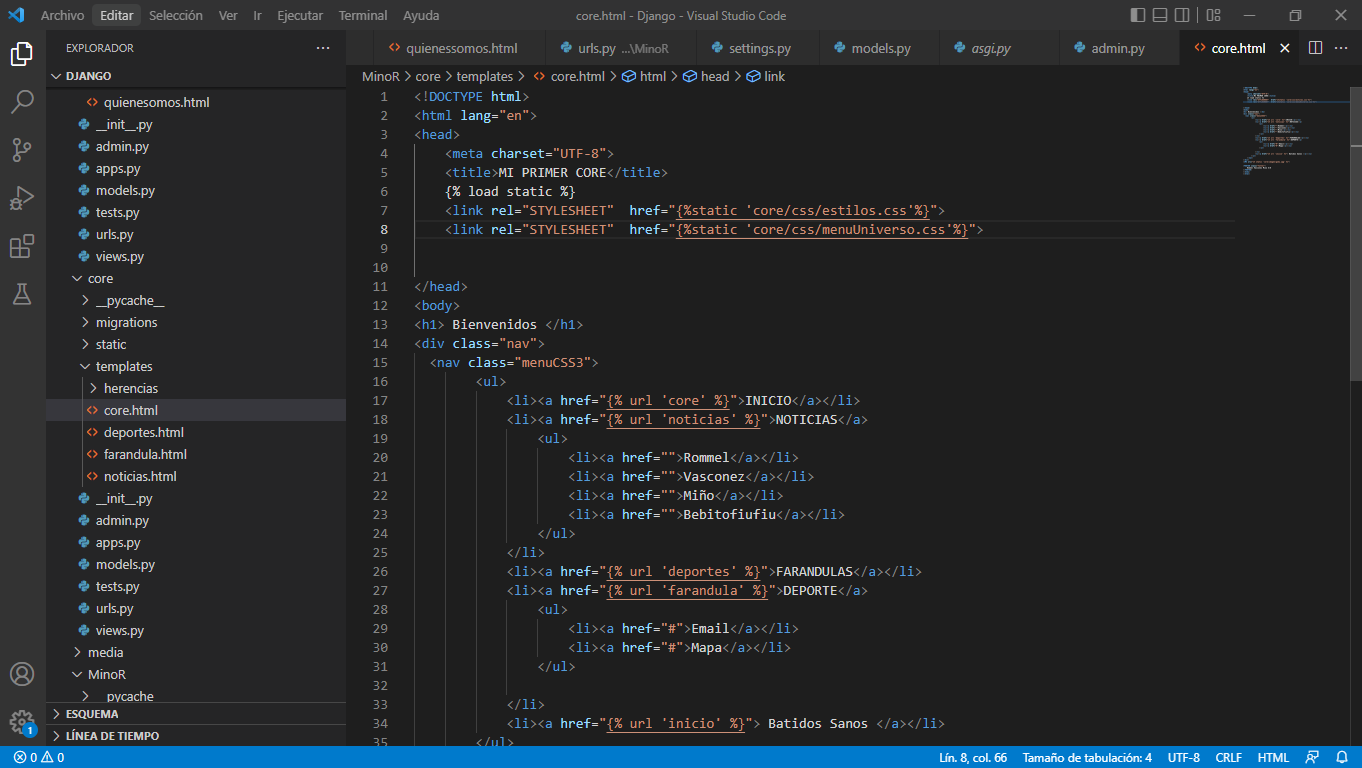 Archivo Editar Selección Ver Ir Ejecutar Terminal Ayuda
core.html - Django - Visual Studio Code
EXPLORADOR
DJANGO
quienesomos.html
__init__.py
admin.py
apps.py
models.py
tests.py
urls.py
views.py
core
__pycache__
migrations
static
templates
herencias
core.html
deportes.html
farandula.html
noticias.html
__init__.py
admin.py
apps.py
models.py
tests.py
urls.py
views.py
media
MinoR
__pycache__
ESQUEMA
LÍNEA DE TIEMPO
quienessomos.html urls.py ...\MinoR settings.py models.py asgi.py admin.py core.html
MinoR > core > templates > core.html > html > head > link
1 <!DOCTYPE html>
2 <html lang="en">
3 <head>
4 <meta charset="UTF-8">
5 <title>MI PRIMER CORE</title>
6 {% load static %}
7 <link rel="STYLESHEET"  href="{%static 'core/css/estilos.css'%}">
8 <link rel="STYLESHEET"  href="{%static 'core/css/menuUniverso.css'%}">
9
10
11 </head>
12 <body>
13 <h1> Bienvenidos </h1>
14 <div class="nav">
15 <nav class="menuCSS3">
16 <ul>
17 <li><a href="{% url 'core' %}">INICIO</a></li>
18 <li><a href="{% url 'noticias' %}">NOTICIAS</a>
19 <ul>
20 <li><a href="">Rommel</a></li>
21 <li><a href="">Vasconez</a></li>
22 <li><a href="">Miño</a></li>
23 <li><a href="">Bebitofiufiu</a></li>
24 </ul>
25 </li>
26 <li><a href="{% url 'deportes' %}">FARANDULAS</a></li>
27 <li><a href="{% url 'farandula' %}">DEPORTE</a>
28 <ul>
29 <li><a href="#">Email</a></li>
30 <li><a href="#">Mapa</a></li>
31 </ul>
32
33 </li>
34 <li><a href="{% url 'inicio' %}"> Batidos Sanos </a></li>
35 </ul>
1
0 0
Lín. 8, col. 66 Tamaño de tabulación: 4 UTF-8 CRLF HTML